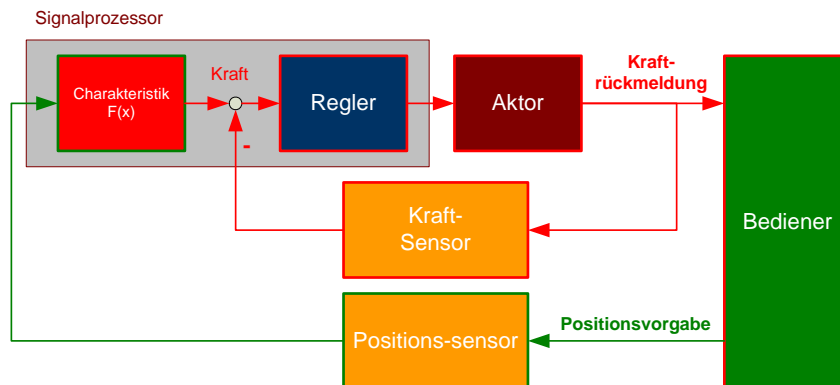 Signalprozessor
Charakteristik
F(x)
Kraft
-
Regler
Aktor
Kraft-
rückmeldung
Kraft-
Sensor
Bediener
Positions-sensor
Positionsvorgabe